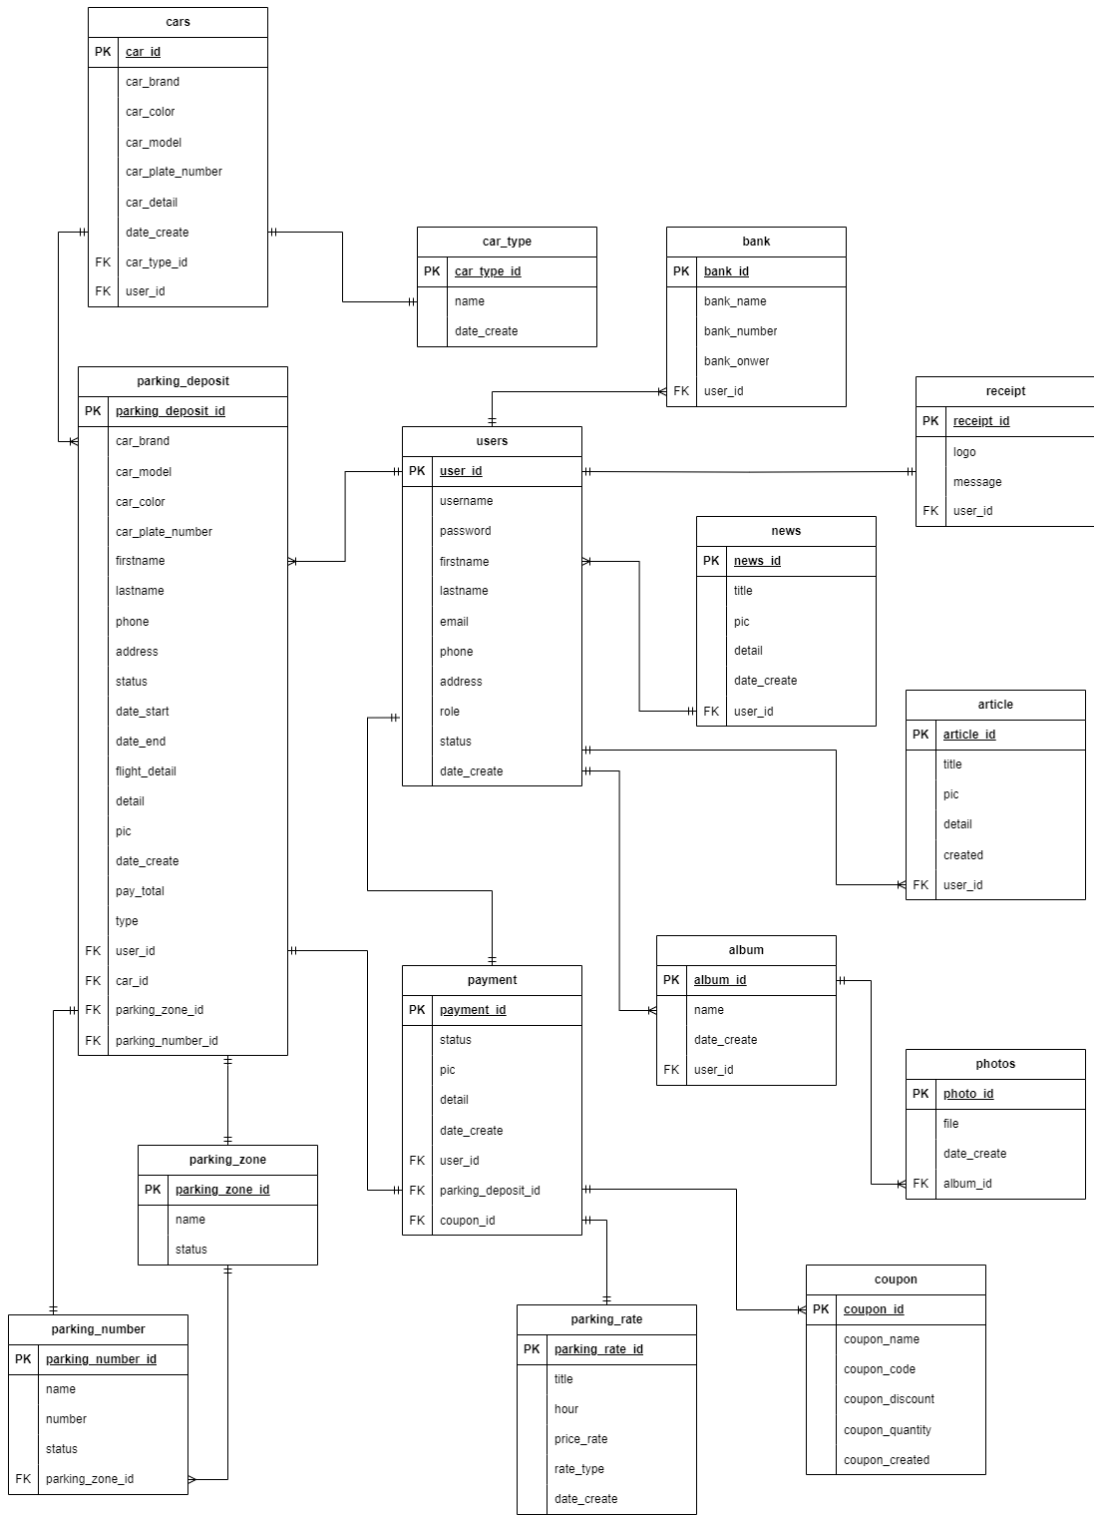 cars
PK car_id
car_brand
car_color
car_model
car_plate_number
car_detail
date_create
FK car_type_id
FK user_id
car_type
PK car_type_id
name
date_create
bank
PK bank_id
bank_name
bank_number
bank_onwer
FK user_id
parking_deposit
PK parking_deposit_id
car_brand
car_model
car_color
car_plate_number
firstname
lastname
phone
address
status
date_start
date_end
flight_detail
detail
pic
date_create
pay_total
type
FK user_id
FK car_id
FK parking_zone_id
FK parking_number_id
users
PK user_id
username
password
firstname
lastname
email
phone
address
role
status
date_create
receipt
PK receipt_id
logo
message
FK user_id
news
PK news_id
title
pic
detail
date_create
FK user_id
article
PK article_id
title
pic
detail
created
FK user_id
payment
PK payment_id
status
pic
detail
date_create
FK user_id
FK parking_deposit_id
FK coupon_id
album
PK album_id
name
date_create
FK user_id
photos
PK photo_id
file
date_create
FK album_id
parking_zone
PK parking_zone_id
name
status
parking_number
PK parking_number_id
name
number
status
FK parking_zone_id
parking_rate
PK parking_rate_id
title
hour
price_rate
rate_type
date_create
coupon
PK coupon_id
coupon_name
coupon_code
coupon_discount
coupon_quantity
coupon_created